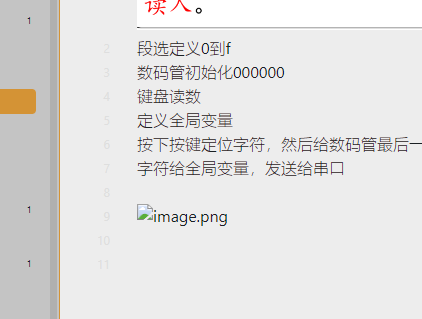 读入。
1
2 段选定义0到f
3 数码管初始化000000
4 键盘读数
5 定义全局变量
6 按下按键定位字符，然后给数码管最后一
7 字符给全局变量，发送给串口
8
1
9 image.png
10
1
11